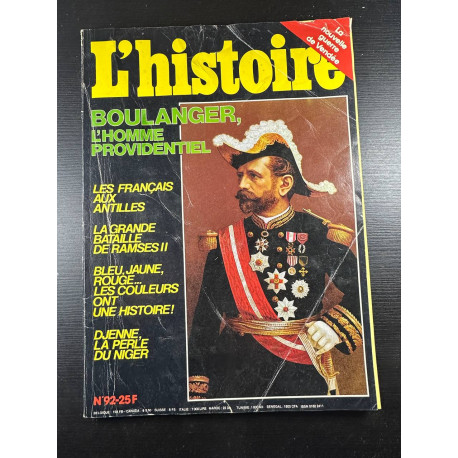 La
nouvelle
guerre
de Vendée
L'histoire
BOULANGER,
L'HOMME
PROVIDENTIEL
LES FRANÇAIS
AUX
ANTILLES
LA GRANDE
BATAILLE
DE RAMSES II
BLEU, JAUNE,
ROUGE...
LES COULEURS
ONT
UNE HISTOIRE!
DJENNE,
LA PERLE
DU NIGER
N°92-25F